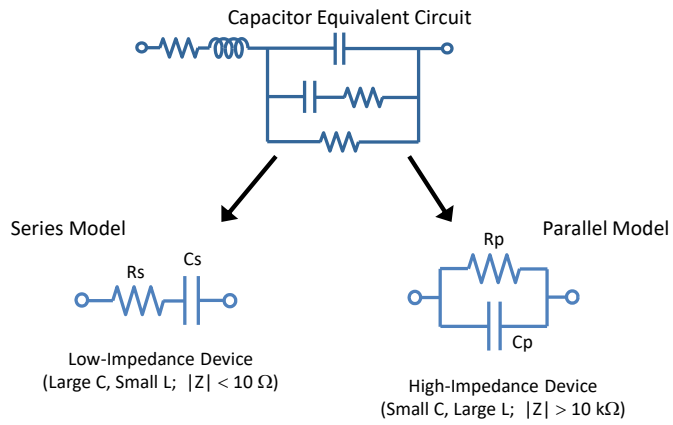 Capacitor Equivalent Circuit
Series Model
Parallel Model
Rs
Cs
Rp
Cp
Low-Impedance Device
(Large C, Small L;  |Z| < 10 Ω)
High-Impedance Device
(Small C, Large L;  |Z| > 10 kΩ)